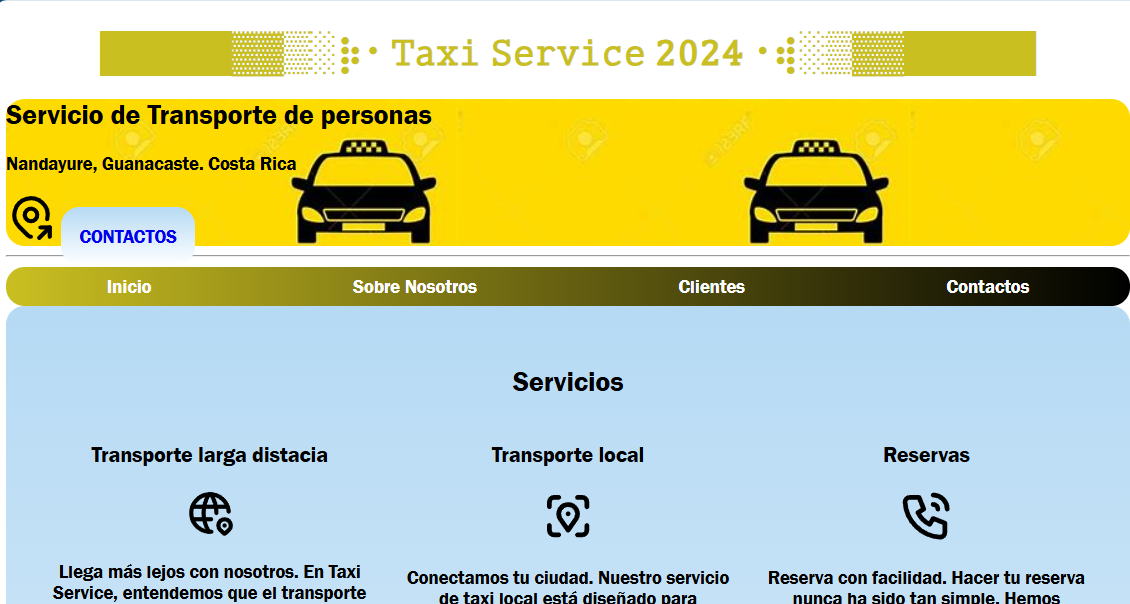 Taxi Service 2024
Servicio de Transporte de personas
Nandayure, Guanacaste. Costa Rica
CONTACTOS
Inicio Sobre Nosotros Clientes Contactos
Servicios
Transporte larga distacia
Llega más lejos con nosotros. En Taxi
Service, entendemos que el transporte
Transporte local
Conectamos tu ciudad. Nuestro servicio
de taxi local está diseñado para
Reservas
Reserva con facilidad. Hacer tu reserva
nunca ha sido tan simple. Hemos